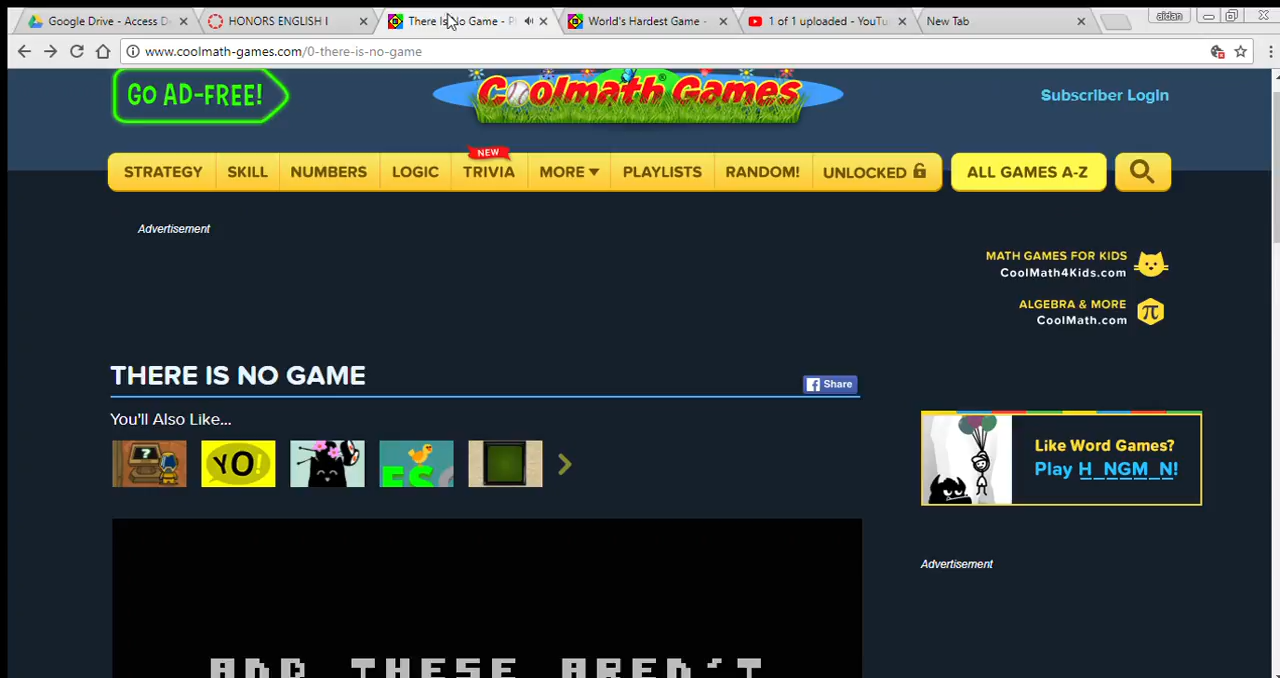 Google Drive - Access D
HONORS ENGLISH I
There Is No Game - P
World's Hardest Game -
1 of 1 uploaded - YouTu
New Tab
aidan
www.coolmath-games.com/0-there-is-no-game
GO AD-FREE!
Coolmath Games
Subscriber Login
NEW
STRATEGY
SKILL
NUMBERS
LOGIC
TRIVIA
MORE
PLAYLISTS
RANDOM!
UNLOCKED
ALL GAMES A-Z
Advertisement
MATH GAMES FOR KIDS
CoolMath4Kids.com
ALGEBRA & MORE
CoolMath.com
THERE IS NO GAME
Share
You'll Also Like...
?
YO!
ES
Like Word Games?
Play H_NGM_N!
Advertisement
AND THESE AREN'T